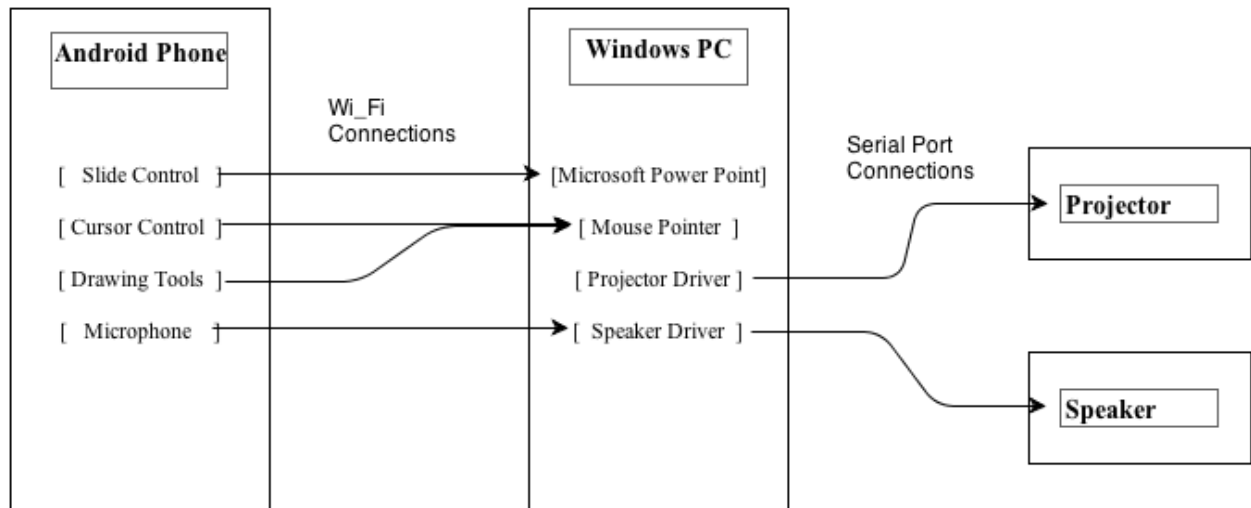 Android Phone
Windows PC
Wi_Fi
Connections
Serial Port
Connections
[ Slide Control ]
[Microsoft Power Point]
[ Cursor Control ]
[ Mouse Pointer ]
[ Drawing Tools ]
[ Projector Driver ]
[ Microphone ]
[ Speaker Driver ]
Projector
Speaker